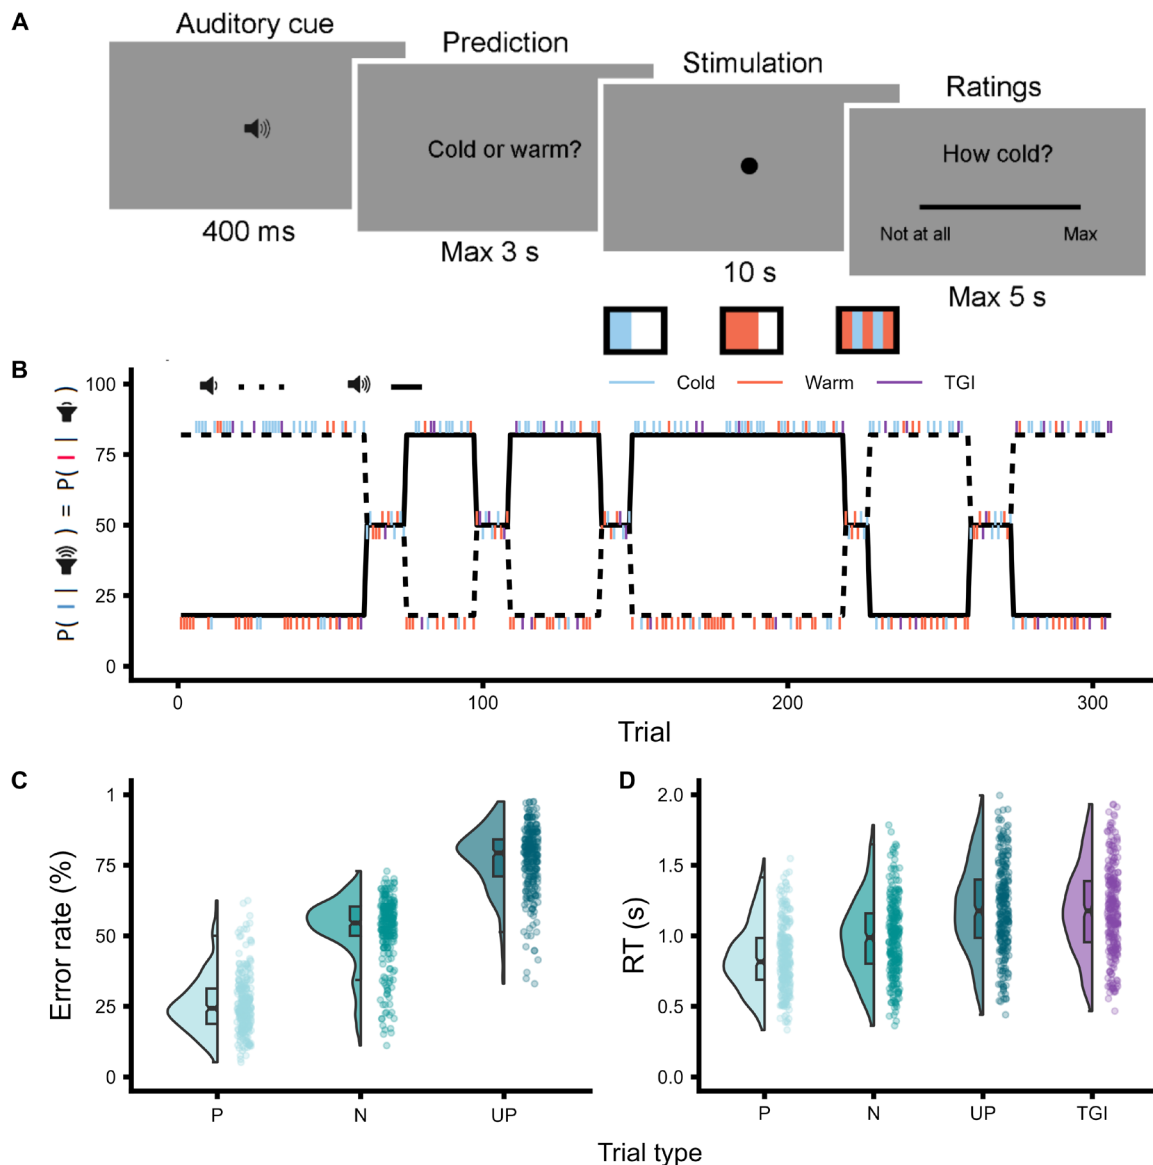 A
Auditory cue
Prediction
Stimulation
Ratings
Cold or warm?
How cold?
Not at all
Max
400 ms
Max 3 s
10 s
Max 5 s
B
P( | ) = P( | )
100
75
50
25
0
Cold
Warm
TGI
0
100
200
300
Trial
C
Error rate (%)
1
75
50
25
0
P
N
UP
D
RT (s)
2.0
1.5
1.0
0.5
0.0
P
N
UP
TGI
Trial type